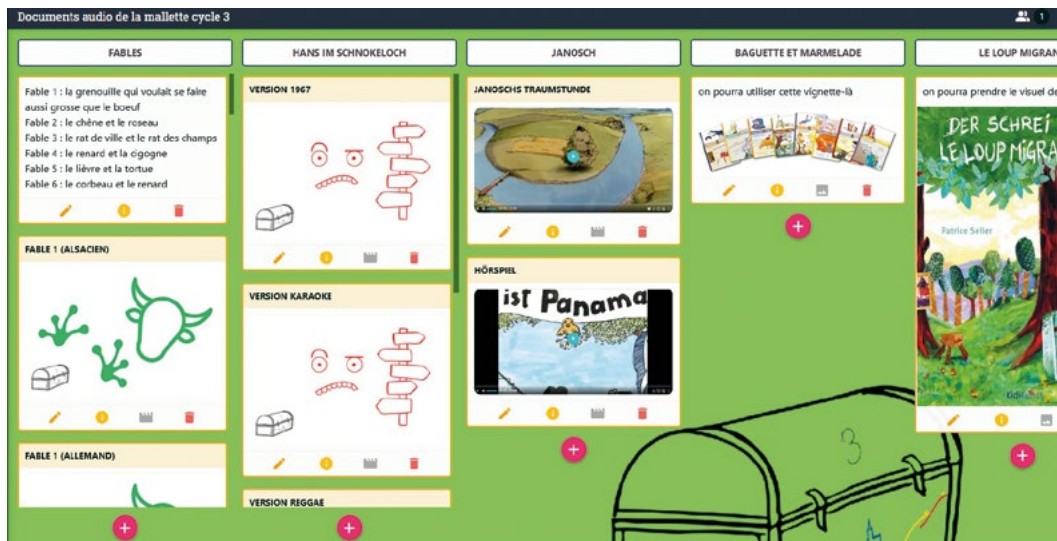 Documents audio de la mallette cycle 3
1
FABLES
Fable 1 : la grenouille qui voulait se faire
aussi grosse que le boeuf
Fable 2 : le chêne et le roseau
Fable 3 : le rat de ville et le rat des champs
Fable 4 : le renard et la cigogne
Fable 5 : le lièvre et la tortue
Fable 6 : le corbeau et le renard
FABLE 1 (ALSACIEN)
FABLE 1 (ALLEMAND)
HANS IM SCHNOKELOCH
VERSION 1967
VERSION KARAOKE
VERSION REGGAE
JANOSCH
JANOSCHS TRAUMSTUNDE
HÖRSPIEL
ist Panama
BAGUETTE ET MARMELADE
on pourra utiliser cette vignette-là
LE LOUP MIGRAN
on pourra prendre le visuel de
DER SCHREI
LE LOUP MIGRA
Patrice Seiler
3